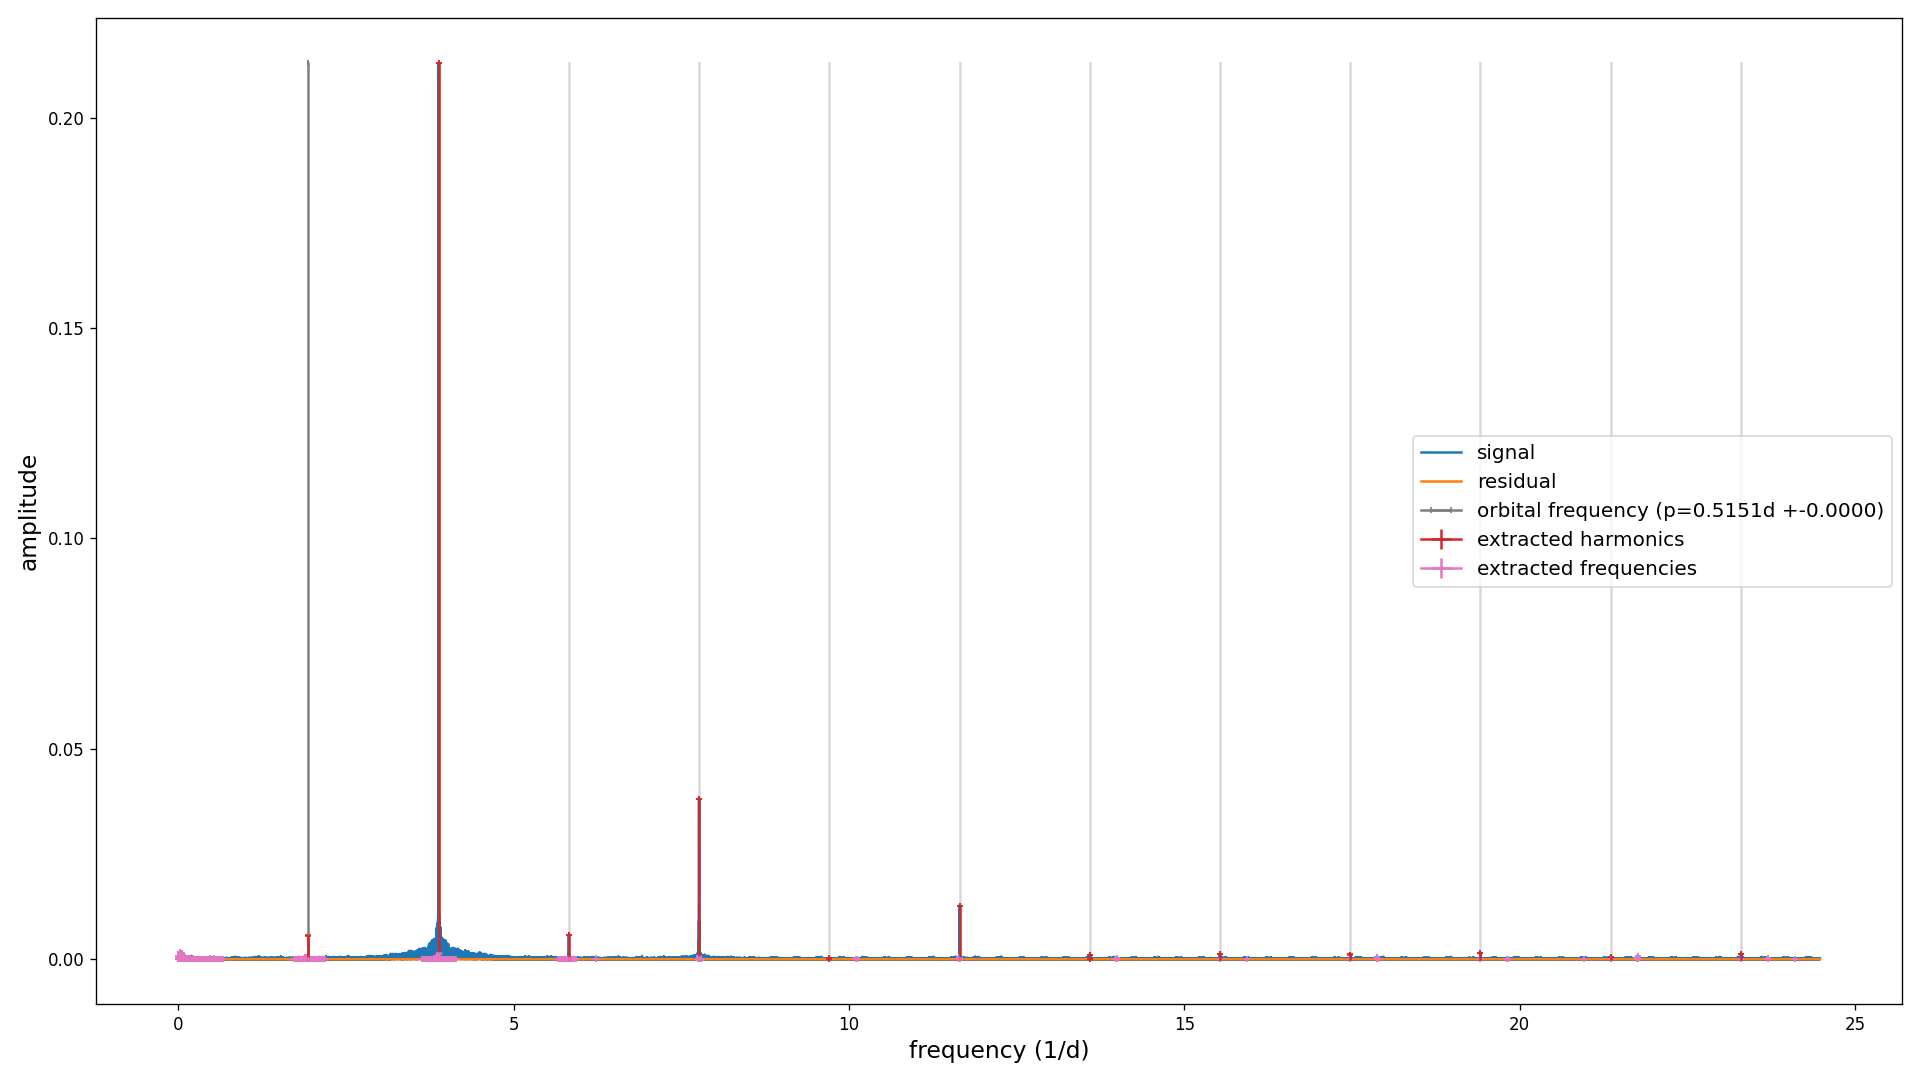 0.20
0.15
0.10
0.05
0.00
amplitude
0 5 10 15 20 25
frequency (1/d)
signal
residual
orbital frequency (p=0.5151d +-0.0000)
extracted harmonics
extracted frequencies